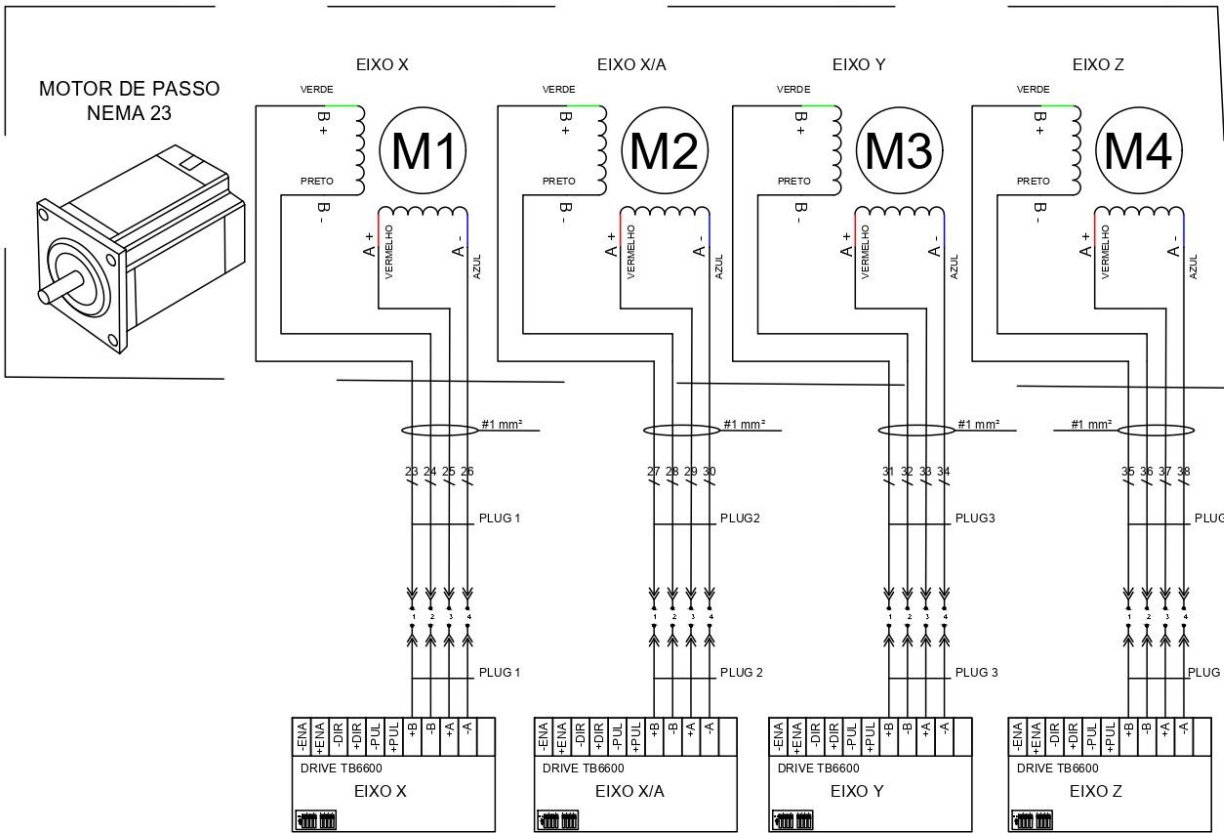 MOTOR DE PASSO
NEMA 23
EIXO X
VERDE
B +
M1
PRETO
B -
A +
VERMELHO
A -
AZUL
EIXO X/A
VERDE
B +
M2
PRETO
B -
A +
VERMELHO
A -
AZUL
EIXO Y
VERDE
B +
M3
PRETO
B -
A +
VERMELHO
A -
AZUL
EIXO Z
VERDE
B +
M4
PRETO
B -
A +
VERMELHO
A -
AZUL
#1 mm²
#1 mm²
#1 mm²
#1 mm²
23 24 25 26
27 28 29 30
31 32 33 34
35 36 37 38
PLUG 1
PLUG2
PLUG3
PLUG
1 2 3 4
1 2 3 4
1 2 3 4
1 2 3 4
PLUG 1
PLUG 2
PLUG 3
PLUG
-ENA +ENA -DIR +DIR -PUL +PUL +B -B +A -A
DRIVE TB6600
EIXO X
-ENA +ENA -DIR +DIR -PUL +PUL +B -B +A -A
DRIVE TB6600
EIXO X/A
-ENA +ENA -DIR +DIR -PUL +PUL +B -B +A -A
DRIVE TB6600
EIXO Y
-ENA +ENA -DIR +DIR -PUL +PUL +B -B +A -A
DRIVE TB6600
EIXO Z